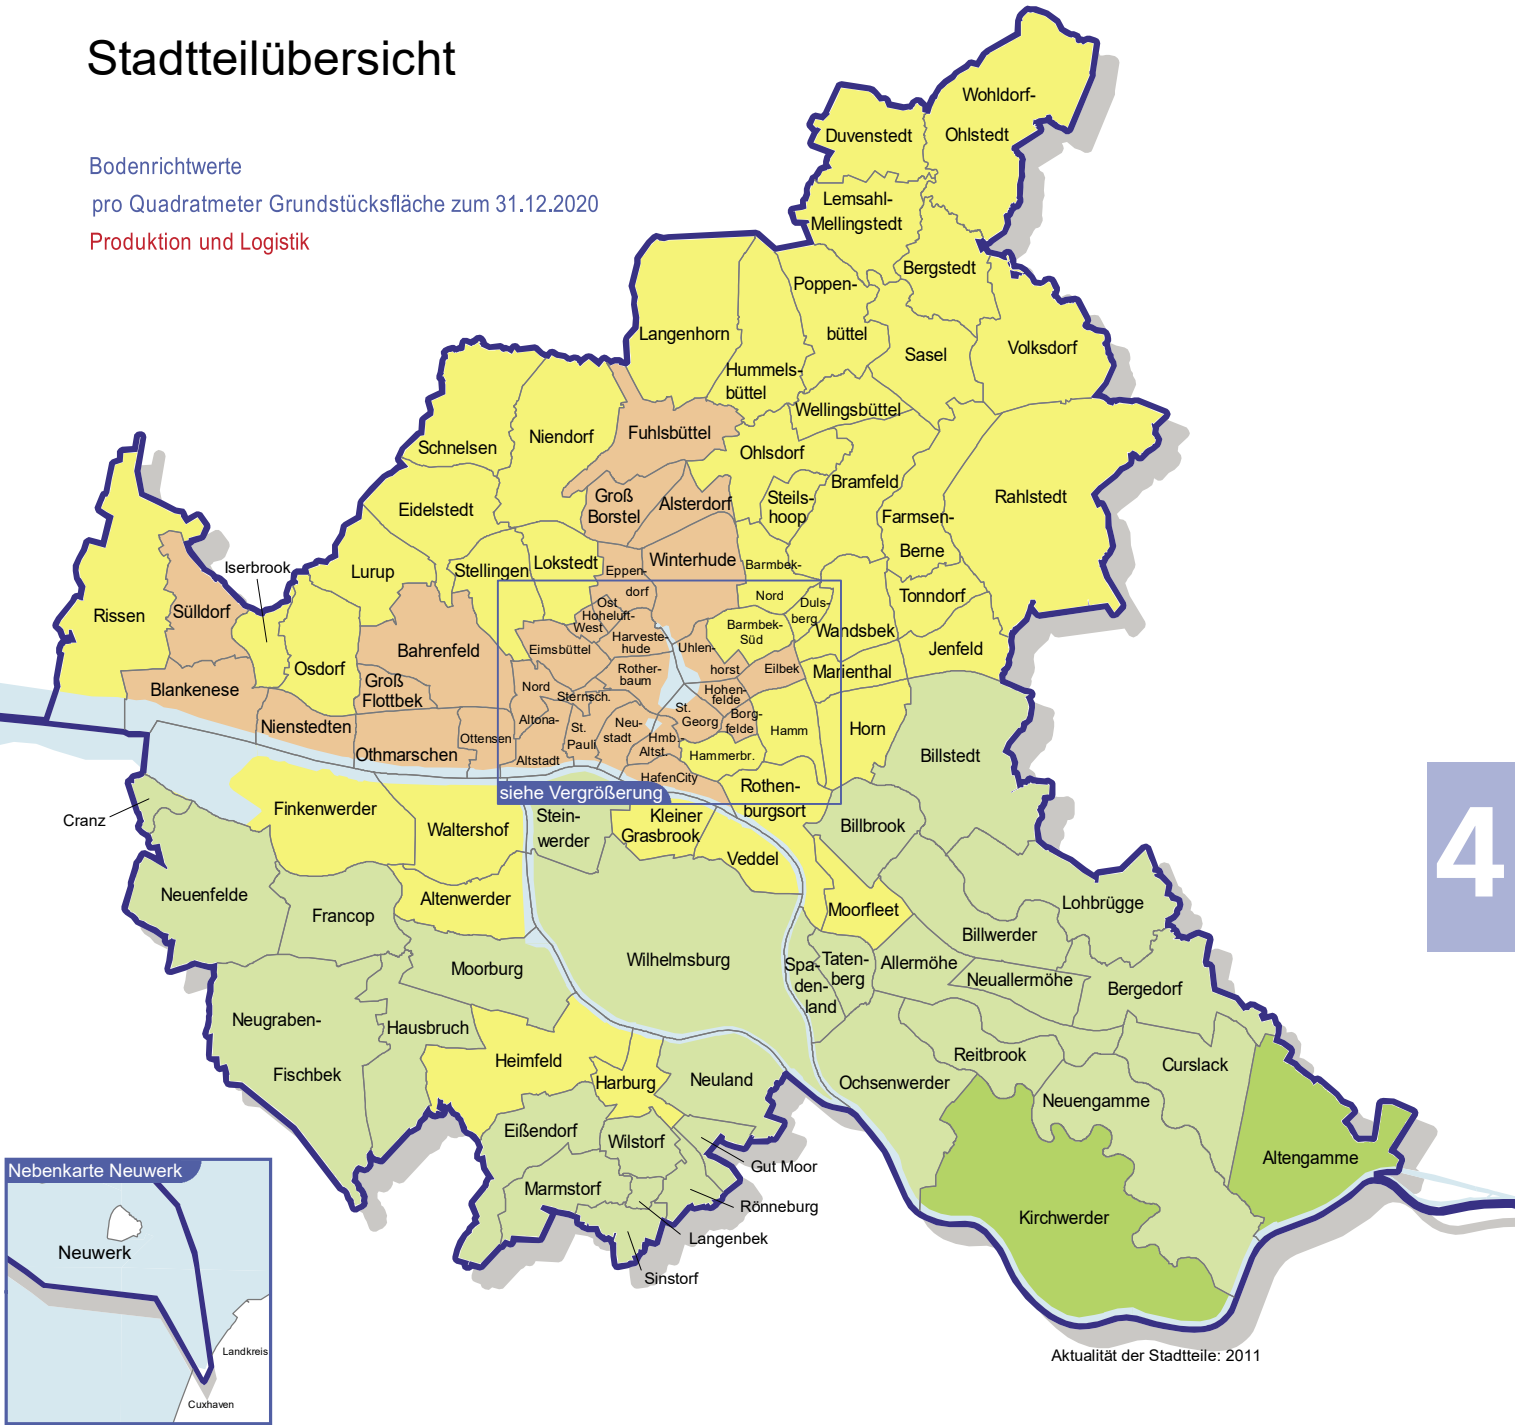 Stadtteilübersicht
Bodenrichtwerte
pro Quadratmeter Grundstücksfläche zum 31.12.2020
Produktion und Logistik
Wohldorf-
Ohlstedt
Duvenstedt
Lemsahl-
Mellingstedt
Bergstedt
Poppen-
büttel
Langenhorn
Sasel
Volksdorf
Hummels-
büttel
Wellingsbüttel
Schnelsen
Niendorf
Fuhlsbüttel
Ohlsdorf
Bramfeld
Rahlstedt
Eidelstedt
Groß
Borstel
Alsterdorf
Steils-
hoop
Farmsen-
Berne
Iserbrook
Lurup
Stellingen
Lokstedt
Eppen-
dorf
Winterhude
Barmbek-
Nord
Duls-
berg
Tonndorf
Rissen
Sülldorf
Ost
Hoheluft-
West
Harveste-
hude
Barmbek-
Süd
Wandsbek
Bahrenfeld
Eimsbüttel
Uhlen-
horst
Jenfeld
Osdorf
Groß
Flottbek
Rother-
baum
Eilbek
Marienthal
Blankenese
Nord
Sternsch.
Hohen-
felde
Nienstedten
Altona-
Altstadt
St.
Pauli
Neu-
stadt
St.
Georg
Borg-
felde
Hamm
Horn
Othmarschen
Ottensen
Hmb.-
Altst.
Hammerbr.
Billstedt
HafenCity
siehe Vergrößerung
Rothen-
burgsort
Cranz
Finkenwerder
Waltershof
Stein-
werder
Kleiner
Grasbrook
Billbrook
Veddel
4
Neuenfelde
Francop
Altenwerder
Moorfleet
Lohbrügge
Billwerder
Moorburg
Wilhelmsburg
Spa-
den-
land
Taten-
berg
Allermöhe
Neuallermöhe
Bergedorf
Neugraben-
Fischbek
Hausbruch
Heimfeld
Harburg
Neuland
Ochsenwerder
Reitbrook
Curslack
Neuengamme
Eißendorf
Wilstorf
Gut Moor
Altengamme
Marmstorf
Rönneburg
Kirchwerder
Langenbek
Sinstorf
Nebenkarte Neuwerk
Neuwerk
Landkreis
Cuxhaven
Aktualität der Stadtteile: 2011